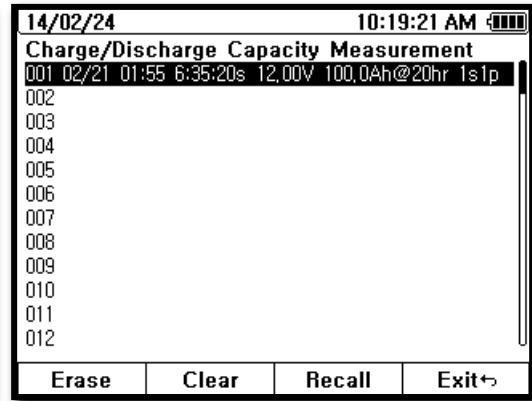 14/02/24 10:19:21 AM
Charge/Discharge Capacity Measurement
001 02/21 01:55 6:35:20s 12,00V 100,0Ah@20hr 1s1p
002
003
004
005
006
007
008
009
010
011
012
Erase Clear Recall Exit↰